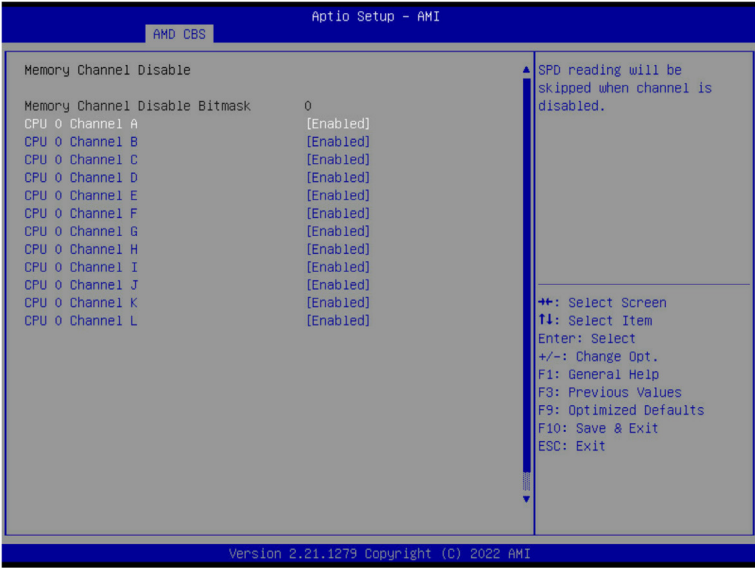 Aptio Setup – AMI
AMD CBS
Memory Channel Disable
Memory Channel Disable Bitmask 0
CPU 0 Channel A [Enabled]
CPU 0 Channel B [Enabled]
CPU 0 Channel C [Enabled]
CPU 0 Channel D [Enabled]
CPU 0 Channel E [Enabled]
CPU 0 Channel F [Enabled]
CPU 0 Channel G [Enabled]
CPU 0 Channel H [Enabled]
CPU 0 Channel I [Enabled]
CPU 0 Channel J [Enabled]
CPU 0 Channel K [Enabled]
CPU 0 Channel L [Enabled]
SPD reading will be
skipped when channel is
disabled.
→←: Select Screen
↑↓: Select Item
Enter: Select
+/-: Change Opt.
F1: General Help
F3: Previous Values
F9: Optimized Defaults
F10: Save & Exit
ESC: Exit
Version 2.21.1279 Copyright (C) 2022 AMI